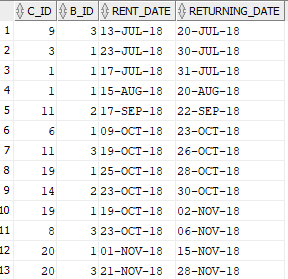 C_ID B_ID RENT_DATE RETURNING_DATE
1 9 3 13-JUL-18 20-JUL-18
2 3 1 23-JUL-18 30-JUL-18
3 1 1 17-JUL-18 31-JUL-18
4 1 1 15-AUG-18 20-AUG-18
5 11 2 17-SEP-18 22-SEP-18
6 6 1 09-OCT-18 23-OCT-18
7 11 3 19-OCT-18 26-OCT-18
8 19 1 25-OCT-18 28-OCT-18
9 14 2 23-OCT-18 30-OCT-18
10 19 1 19-OCT-18 02-NOV-18
11 8 3 23-OCT-18 06-NOV-18
12 20 1 01-NOV-18 15-NOV-18
13 20 3 21-NOV-18 28-NOV-18